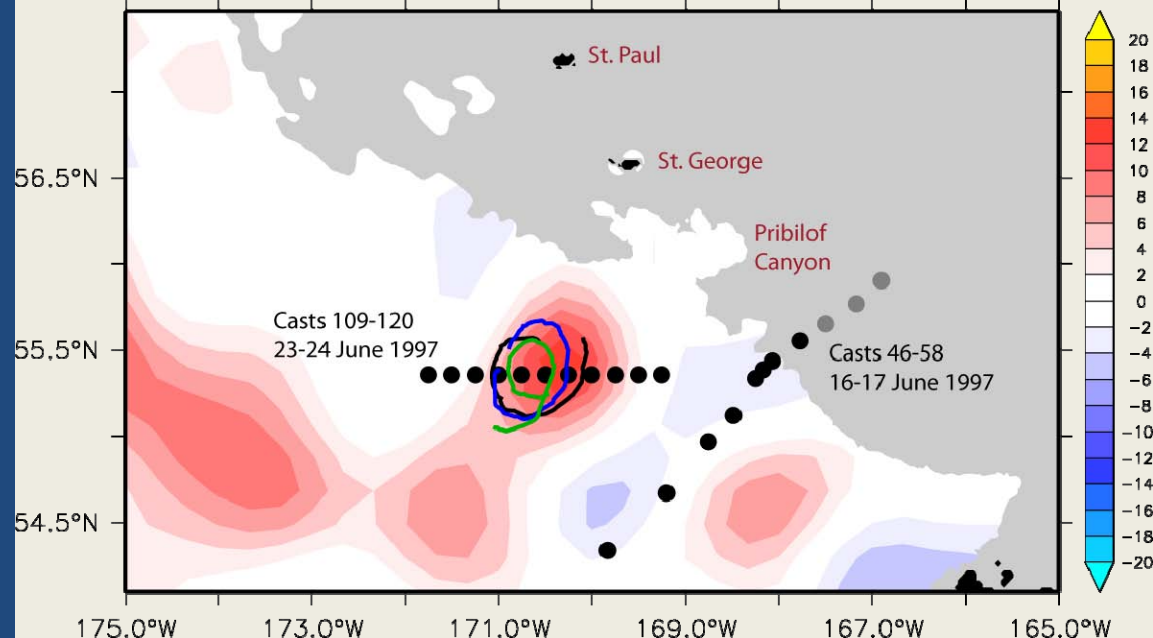 St. Paul
St. George
Pribilof
Canyon
Casts 109-120
23-24 June 1997
Casts 46-58
16-17 June 1997
56.5°N
55.5°N
54.5°N
175.0°W
173.0°W
171.0°W
169.0°W
167.0°W
165.0°W
20
18
16
14
12
10
8
6
4
2
0
−2
−4
−6
−8
−10
−12
−14
−16
−18
−20